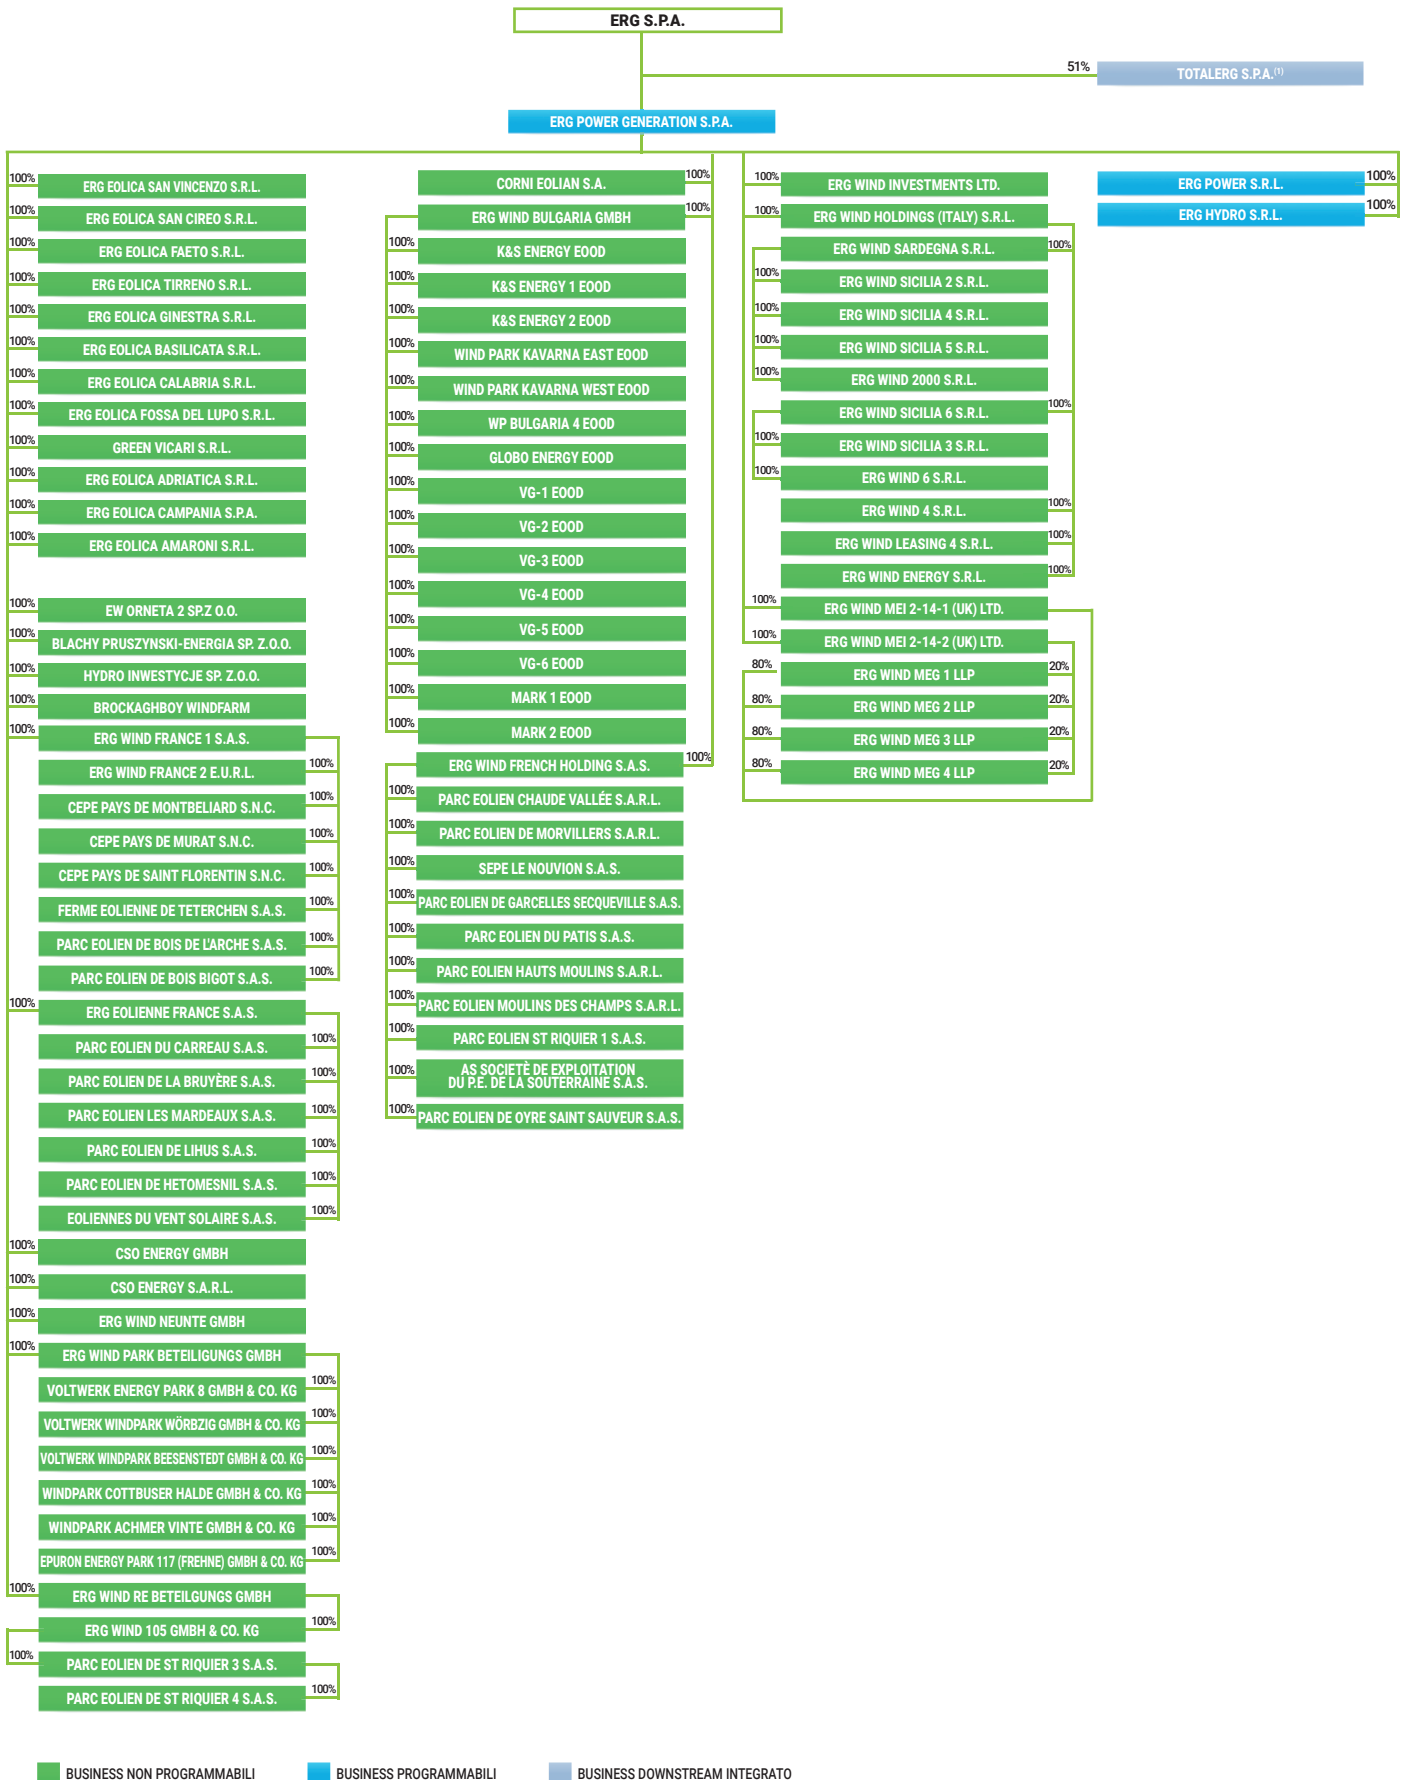 ERG S.P.A.
51%
TOTALERG S.P.A.(1)
ERG POWER GENERATION S.P.A.
100%
ERG EOLICA SAN VINCENZO S.R.L.
100%
ERG EOLICA SAN CIREO S.R.L.
100%
ERG EOLICA FAETO S.R.L.
100%
ERG EOLICA TIRRENO S.R.L.
100%
ERG EOLICA GINESTRA S.R.L.
100%
ERG EOLICA BASILICATA S.R.L.
100%
ERG EOLICA CALABRIA S.R.L.
100%
ERG EOLICA FOSSA DEL LUPO S.R.L.
100%
GREEN VICARI S.R.L.
100%
ERG EOLICA ADRIATICA S.R.L.
100%
ERG EOLICA CAMPANIA S.P.A.
100%
ERG EOLICA AMARONI S.R.L.
100%
EW ORNETA 2 SP.Z O.O.
100%
BLACHY PRUSZYNSKI-ENERGIA SP. Z.O.O.
100%
HYDRO INWESTYCJE SP. Z.O.O.
100%
BROCKAGHBOY WINDFARM
100%
ERG WIND FRANCE 1 S.A.S.
100%
ERG WIND FRANCE 2 E.U.R.L.
100%
CEPE PAYS DE MONTBELIARD S.N.C.
100%
CEPE PAYS DE MURAT S.N.C.
100%
CEPE PAYS DE SAINT FLORENTIN S.N.C.
100%
FERME EOLIENNE DE TETERCHEN S.A.S.
100%
PARC EOLIEN DE BOIS DE L'ARCHE S.A.S.
100%
PARC EOLIEN DE BOIS BIGOT S.A.S.
100%
ERG EOLIENNE FRANCE S.A.S.
100%
PARC EOLIEN DU CARREAU S.A.S.
100%
PARC EOLIEN DE LA BRUYÈRE S.A.S.
100%
PARC EOLIEN LES MARDEAUX S.A.S.
100%
PARC EOLIEN DE LIHUS S.A.S.
100%
PARC EOLIEN DE HETOMESNIL S.A.S.
100%
EOLIENNES DU VENT SOLAIRE S.A.S.
100%
CSO ENERGY GMBH
100%
CSO ENERGY S.A.R.L.
100%
ERG WIND NEUNTE GMBH
100%
ERG WIND PARK BETEILIGUNGS GMBH
100%
VOLTWERK ENERGY PARK 8 GMBH & CO. KG
100%
VOLTWERK WINDPARK WÖRBZIG GMBH & CO. KG
100%
VOLTWERK WINDPARK BEESENSTEDT GMBH & CO. KG
100%
WINDPARK COTTBUSER HALDE GMBH & CO. KG
100%
WINDPARK ACHMER VINTE GMBH & CO. KG
100%
EPURON ENERGY PARK 117 (FREHNE) GMBH & CO. KG
100%
ERG WIND RE BETEILGUNGS GMBH
100%
ERG WIND 105 GMBH & CO. KG
100%
PARC EOLIEN DE ST RIQUIER 3 S.A.S.
100%
PARC EOLIEN DE ST RIQUIER 4 S.A.S.
CORNI EOLIAN S.A.
100%
ERG WIND BULGARIA GMBH
100%
100%
K&S ENERGY EOOD
100%
K&S ENERGY 1 EOOD
100%
K&S ENERGY 2 EOOD
100%
WIND PARK KAVARNA EAST EOOD
100%
WIND PARK KAVARNA WEST EOOD
100%
WP BULGARIA 4 EOOD
100%
GLOBO ENERGY EOOD
100%
VG-1 EOOD
100%
VG-2 EOOD
100%
VG-3 EOOD
100%
VG-4 EOOD
100%
VG-5 EOOD
100%
VG-6 EOOD
100%
MARK 1 EOOD
100%
MARK 2 EOOD
ERG WIND FRENCH HOLDING S.A.S.
100%
100%
PARC EOLIEN CHAUDE VALLÉE S.A.R.L.
100%
PARC EOLIEN DE MORVILLERS S.A.R.L.
100%
SEPE LE NOUVION S.A.S.
100%
PARC EOLIEN DE GARCELLES SECQUEVILLE S.A.S.
100%
PARC EOLIEN DU PATIS S.A.S.
100%
PARC EOLIEN HAUTS MOULINS S.A.R.L.
100%
PARC EOLIEN MOULINS DES CHAMPS S.A.R.L.
100%
PARC EOLIEN ST RIQUIER 1 S.A.S.
100%
AS SOCIETÈ DE EXPLOITATION
DU P.E. DE LA SOUTERRAINE S.A.S.
100%
PARC EOLIEN DE OYRE SAINT SAUVEUR S.A.S.
100%
ERG WIND INVESTMENTS LTD.
100%
ERG WIND HOLDINGS (ITALY) S.R.L.
ERG WIND SARDEGNA S.R.L.
100%
100%
ERG WIND SICILIA 2 S.R.L.
100%
ERG WIND SICILIA 4 S.R.L.
100%
ERG WIND SICILIA 5 S.R.L.
100%
ERG WIND 2000 S.R.L.
ERG WIND SICILIA 6 S.R.L.
100%
100%
ERG WIND SICILIA 3 S.R.L.
100%
ERG WIND 6 S.R.L.
ERG WIND 4 S.R.L.
100%
ERG WIND LEASING 4 S.R.L.
100%
ERG WIND ENERGY S.R.L.
100%
100%
ERG WIND MEI 2-14-1 (UK) LTD.
100%
ERG WIND MEI 2-14-2 (UK) LTD.
80%
ERG WIND MEG 1 LLP
20%
80%
ERG WIND MEG 2 LLP
20%
80%
ERG WIND MEG 3 LLP
20%
80%
ERG WIND MEG 4 LLP
20%
ERG POWER S.R.L.
100%
ERG HYDRO S.R.L.
100%
BUSINESS NON PROGRAMMABILI
BUSINESS PROGRAMMABILI
BUSINESS DOWNSTREAM INTEGRATO